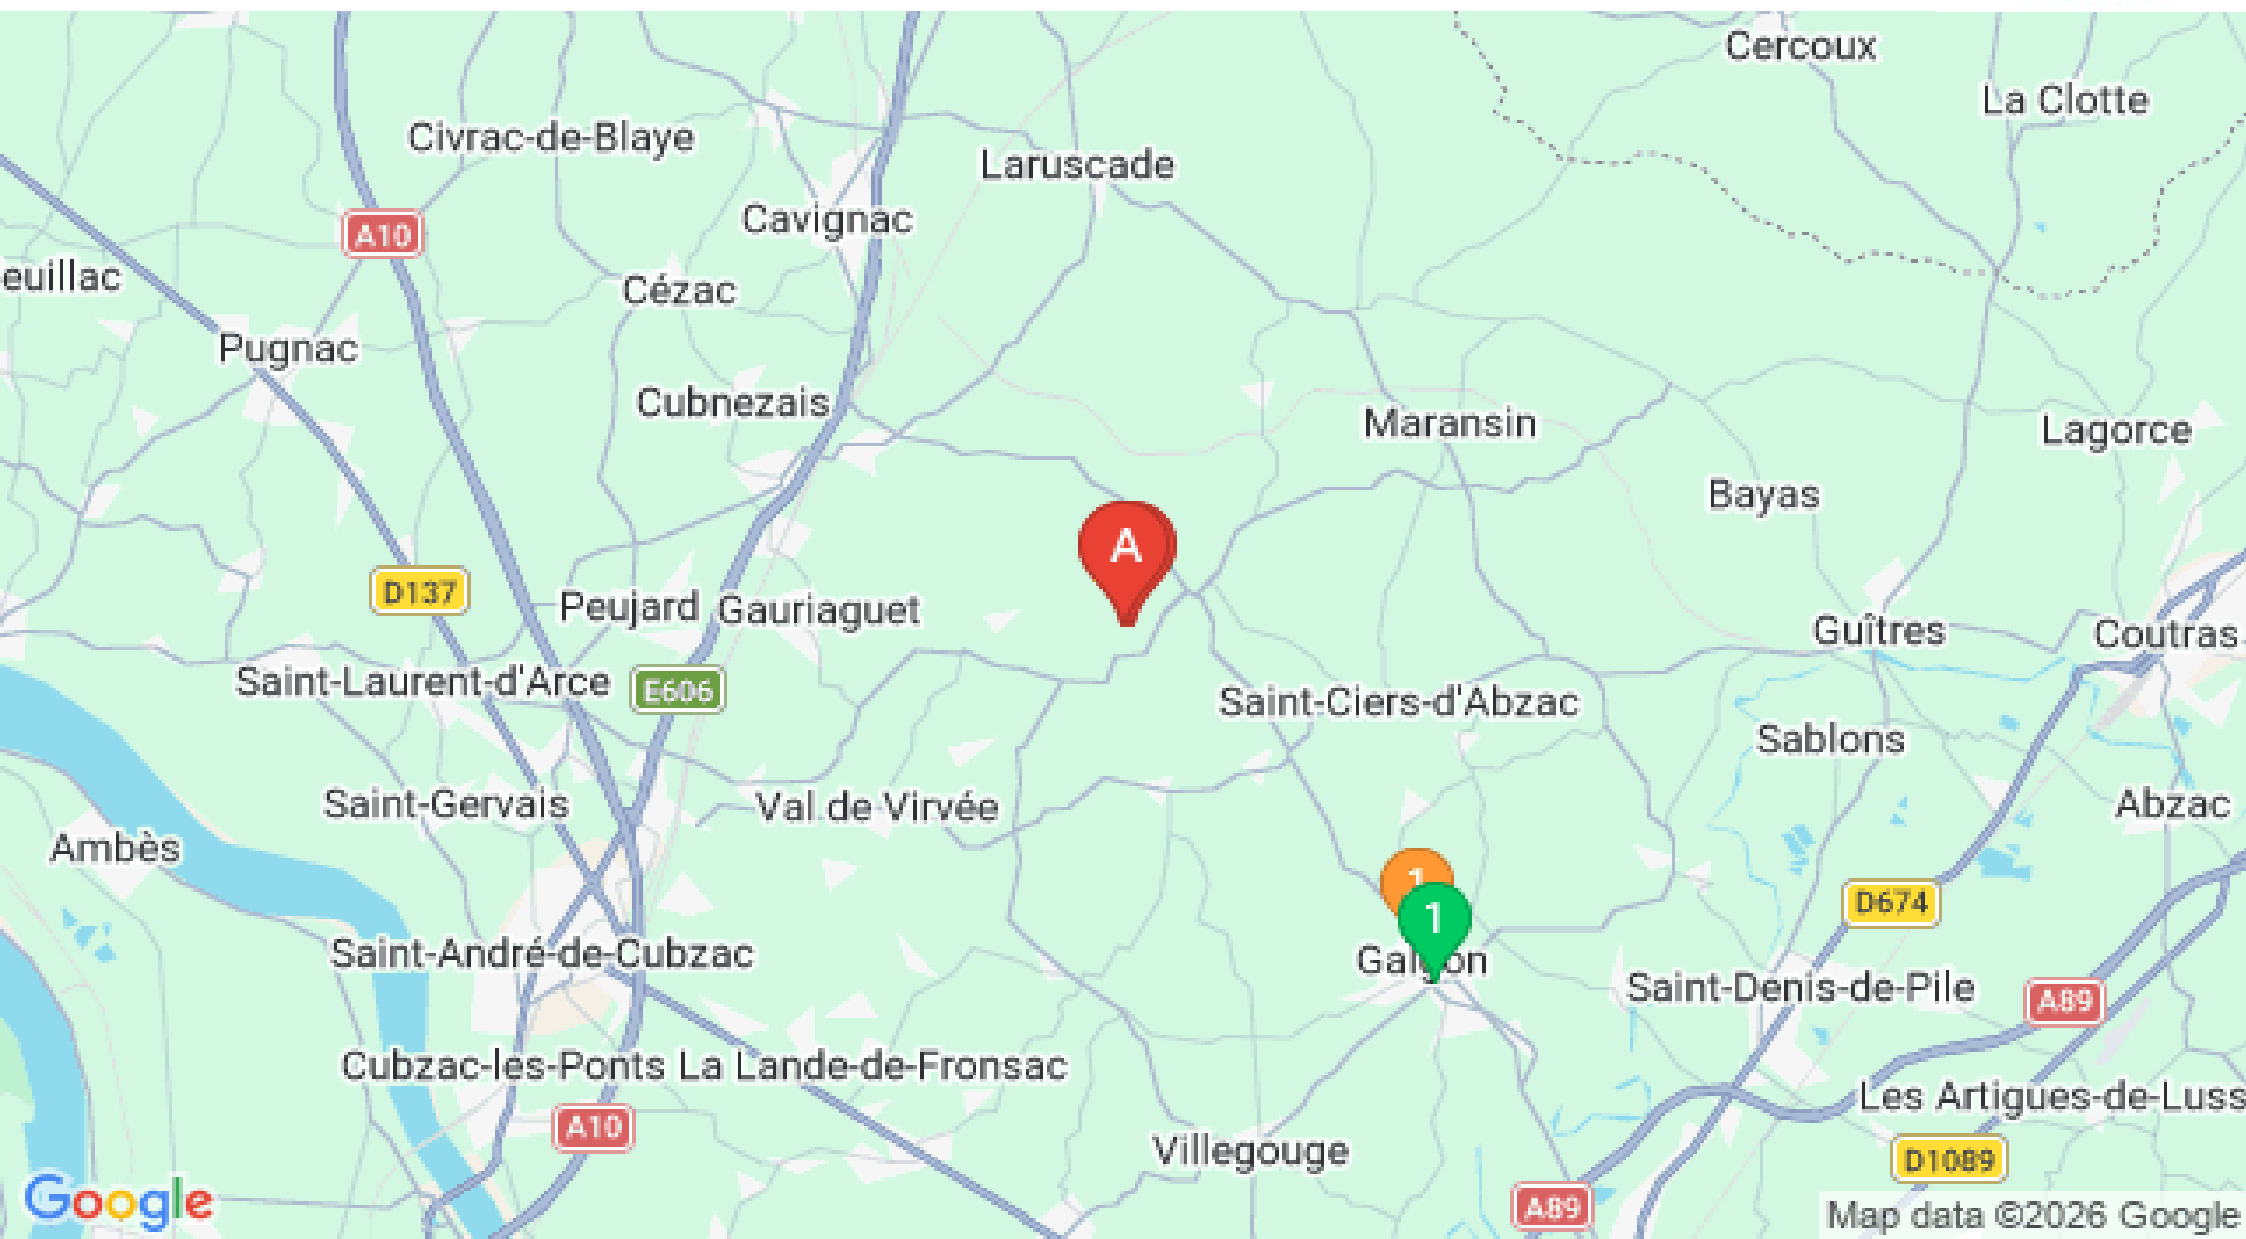 Cercoux
La Clotte
Civrac-de-Blaye
Laruscade
Cavignac
A10
euillac
Cézac
Pugnac
Cubnezais
Maransin
Lagorce
Bayas
A
D137
Peujard
Gauriaguet
Guîtres
Coutras
Saint-Laurent-d'Arce
E606
Saint-Ciers-d'Abzac
Sablons
Saint-Gervais
Val de Virvée
Abzac
Ambès
1
1
D674
Saint-André-de-Cubzac
Saint-Denis-de-Pile
A89
Cubzac-les-Ponts
La Lande-de-Fronsac
Les Artigues-de-Luss
A10
Villegouge
D1089
A89
Google
Map data ©2026 Google